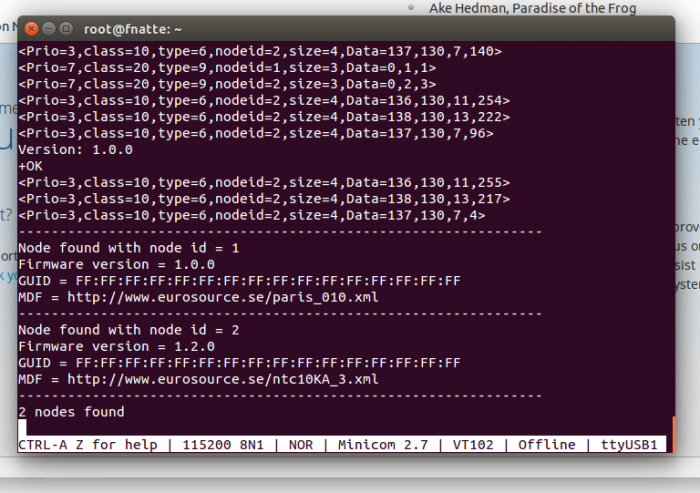 Ake Hedman, Paradise of the Frog
root@fnatte: ~
<Prio=3,class=10,type=6,nodeid=2,size=4,Data=137,130,7,140>
<Prio=7,class=20,type=9,nodeid=1,size=3,Data=0,1,1>
<Prio=7,class=20,type=9,nodeid=2,size=3,Data=0,2,3>
<Prio=3,class=10,type=6,nodeid=2,size=4,Data=136,130,11,254>
<Prio=3,class=10,type=6,nodeid=2,size=4,Data=138,130,13,222>
<Prio=3,class=10,type=6,nodeid=2,size=4,Data=137,130,7,96>
Version: 1.0.0
+OK
<Prio=3,class=10,type=6,nodeid=2,size=4,Data=136,130,11,255>
<Prio=3,class=10,type=6,nodeid=2,size=4,Data=138,130,13,217>
<Prio=3,class=10,type=6,nodeid=2,size=4,Data=137,130,7,4>
----------------------------------------------------------------
Node found with node id = 1
Firmware version = 1.0.0
GUID = FF:FF:FF:FF:FF:FF:FF:FF:FF:FF:FF:FF:FF:FF:FF:FF
MDF = http://www.eurosource.se/paris_010.xml
----------------------------------------------------------------
Node found with node id = 2
Firmware version = 1.2.0
GUID = FF:FF:FF:FF:FF:FF:FF:FF:FF:FF:FF:FF:FF:FF:FF:FF
MDF = http://www.eurosource.se/ntc10KA_3.xml
----------------------------------------------------------------
2 nodes found
CTRL-A Z for help | 115200 8N1 | NOR | Minicom 2.7 | VT102 | Offline | ttyUSB1